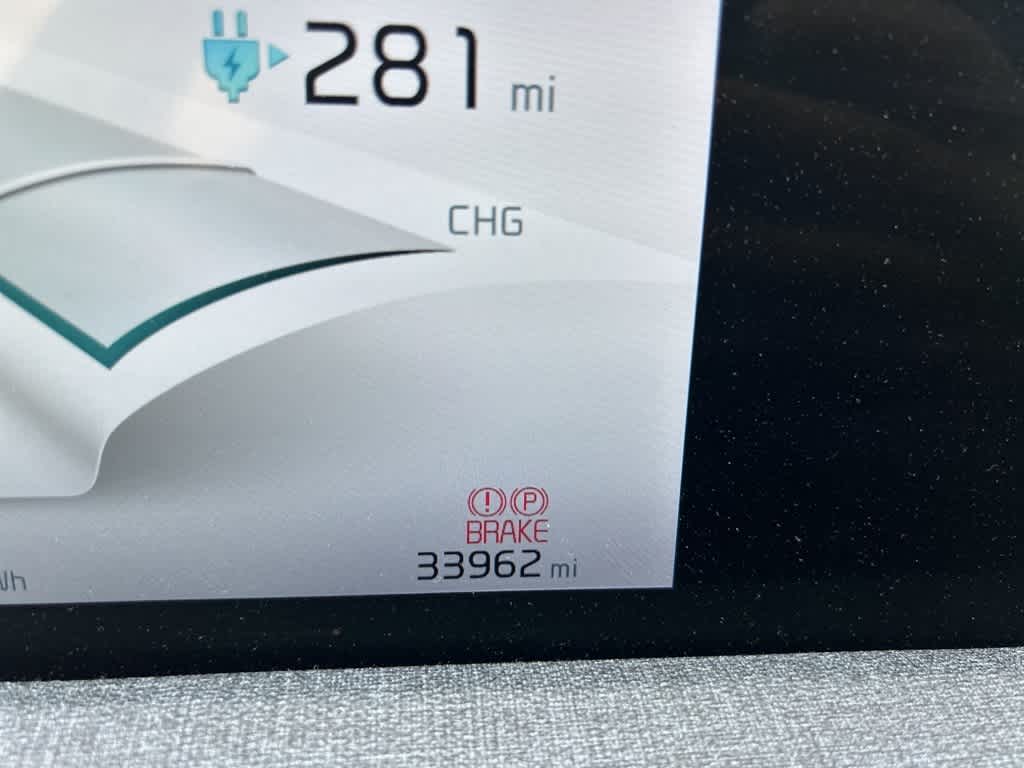 281 mi
CHG
! P
BRAKE
33962 mi